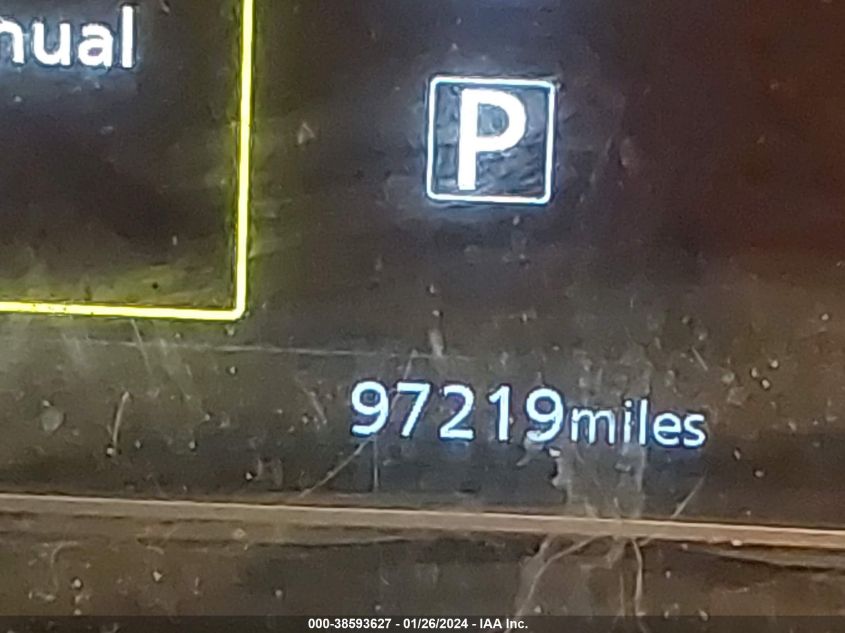 nual
P
97219miles
000-38593627 - 01/26/2024 - IAA Inc.